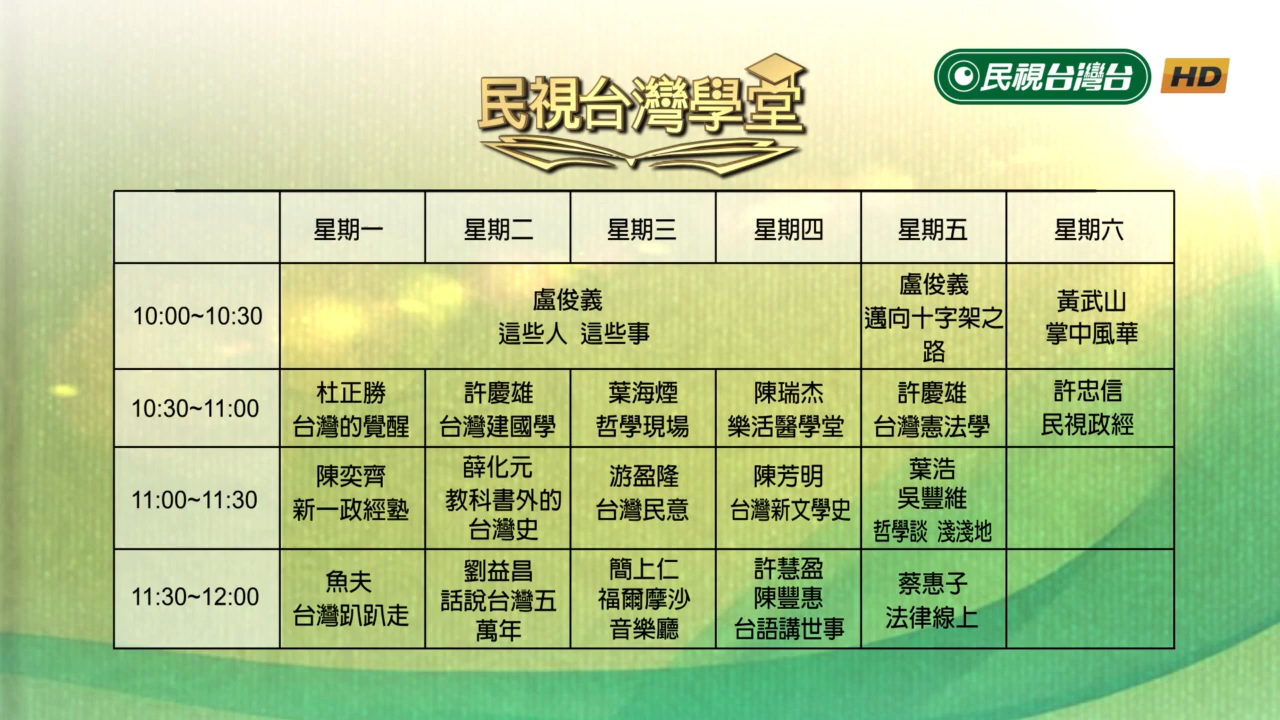 民視台灣學堂
民視台灣台 HD
星期一 星期二 星期三 星期四 星期五 星期六
10:00~10:30
盧俊義
這些人 這些事
盧俊義
邁向十字架之
路
黃武山
掌中風華
10:30~11:00
杜正勝
台灣的覺醒
許慶雄
台灣建國學
葉海煙
哲學現場
陳瑞杰
樂活醫學堂
許慶雄
台灣憲法學
許忠信
民視政經
11:00~11:30
陳奕齊
新一政經塾
薛化元
教科書外的
台灣史
游盈隆
台灣民意
陳芳明
台灣新文學史
葉浩
吳豐維
哲學談 淺淺地
11:30~12:00
魚夫
台灣趴趴走
劉益昌
話說台灣五
萬年
簡上仁
福爾摩沙
音樂廳
許慧盈
陳豐惠
台語講世事
蔡惠子
法律線上